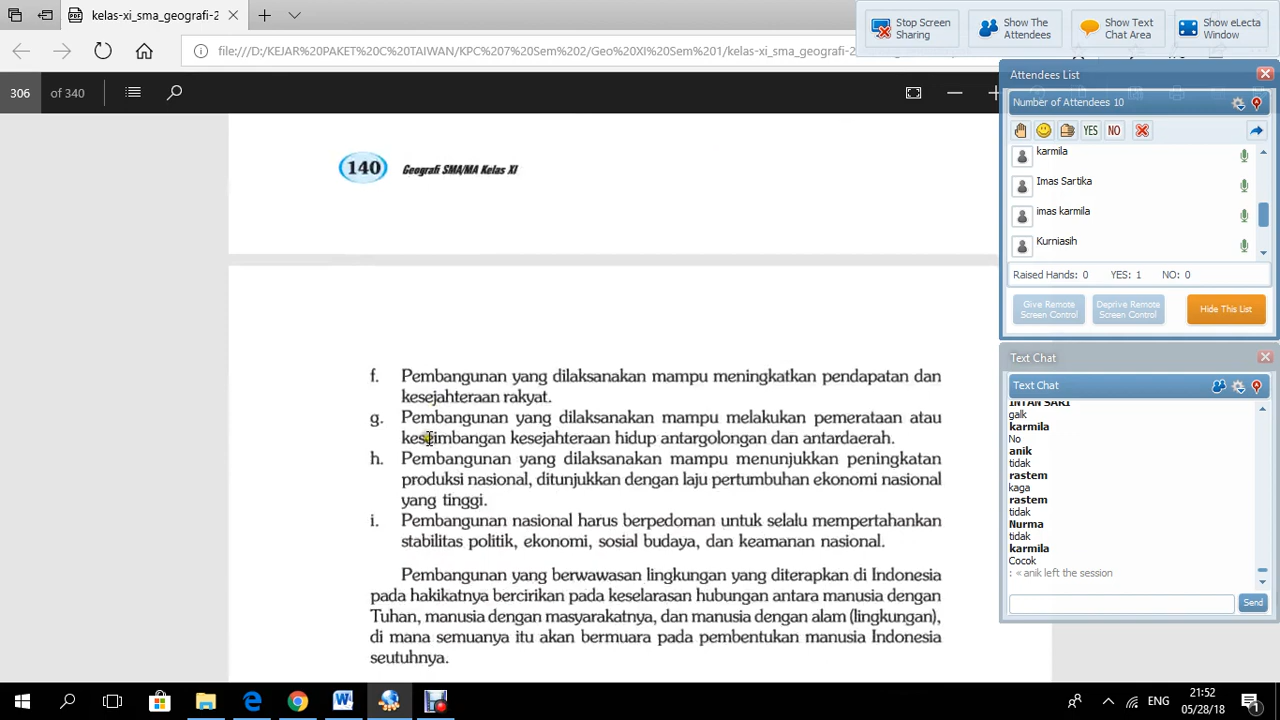 kelas-xi_sma_geografi-2
Stop Screen
Sharing
Show The
Attendees
Show Text
Chat Area
Show eLecta
Window
file:///D:/KEJAR%20PAKET%20C%20TAIWAN/KPC%207%20Sem%202/Geo%20XI%20Sem%201/kelas-xi_sma_geografi-2
306
of 340
Attendees List
Number of Attendees 10
YES
NO
karmila
Imas Sartika
imas karmila
Kurniasih
Raised Hands: 0
YES: 1
NO: 0
Give Remote
Screen Control
Deprive Remote
Screen Control
Hide This List
Text Chat
Text Chat
INTAN SARI
galk
karmila
No
anik
tidak
rastem
kaga
rastem
tidak
Nurma
tidak
karmila
Cocok
: « anik left the session
Send
140
Geografi SMA/MA Kelas XI
f. Pembangunan yang dilaksanakan mampu meningkatkan pendapatan dan
kesejahteraan rakyat.
g. Pembangunan yang dilaksanakan mampu melakukan pemerataan atau
keseimbangan kesejahteraan hidup antargolongan dan antardaerah.
h. Pembangunan yang dilaksanakan mampu menunjukkan peningkatan
produksi nasional, ditunjukkan dengan laju pertumbuhan ekonomi nasional
yang tinggi.
i. Pembangunan nasional harus berpedoman untuk selalu mempertahankan
stabilitas politik, ekonomi, sosial budaya, dan keamanan nasional.
Pembangunan yang berwawasan lingkungan yang diterapkan di Indonesia
pada hakikatnya bercirikan pada keselarasan hubungan antara manusia dengan
Tuhan, manusia dengan masyarakatnya, dan manusia dengan alam (lingkungan),
di mana semuanya itu akan bermuara pada pembentukan manusia Indonesia
seutuhnya.
ENG
21:52
05/28/18